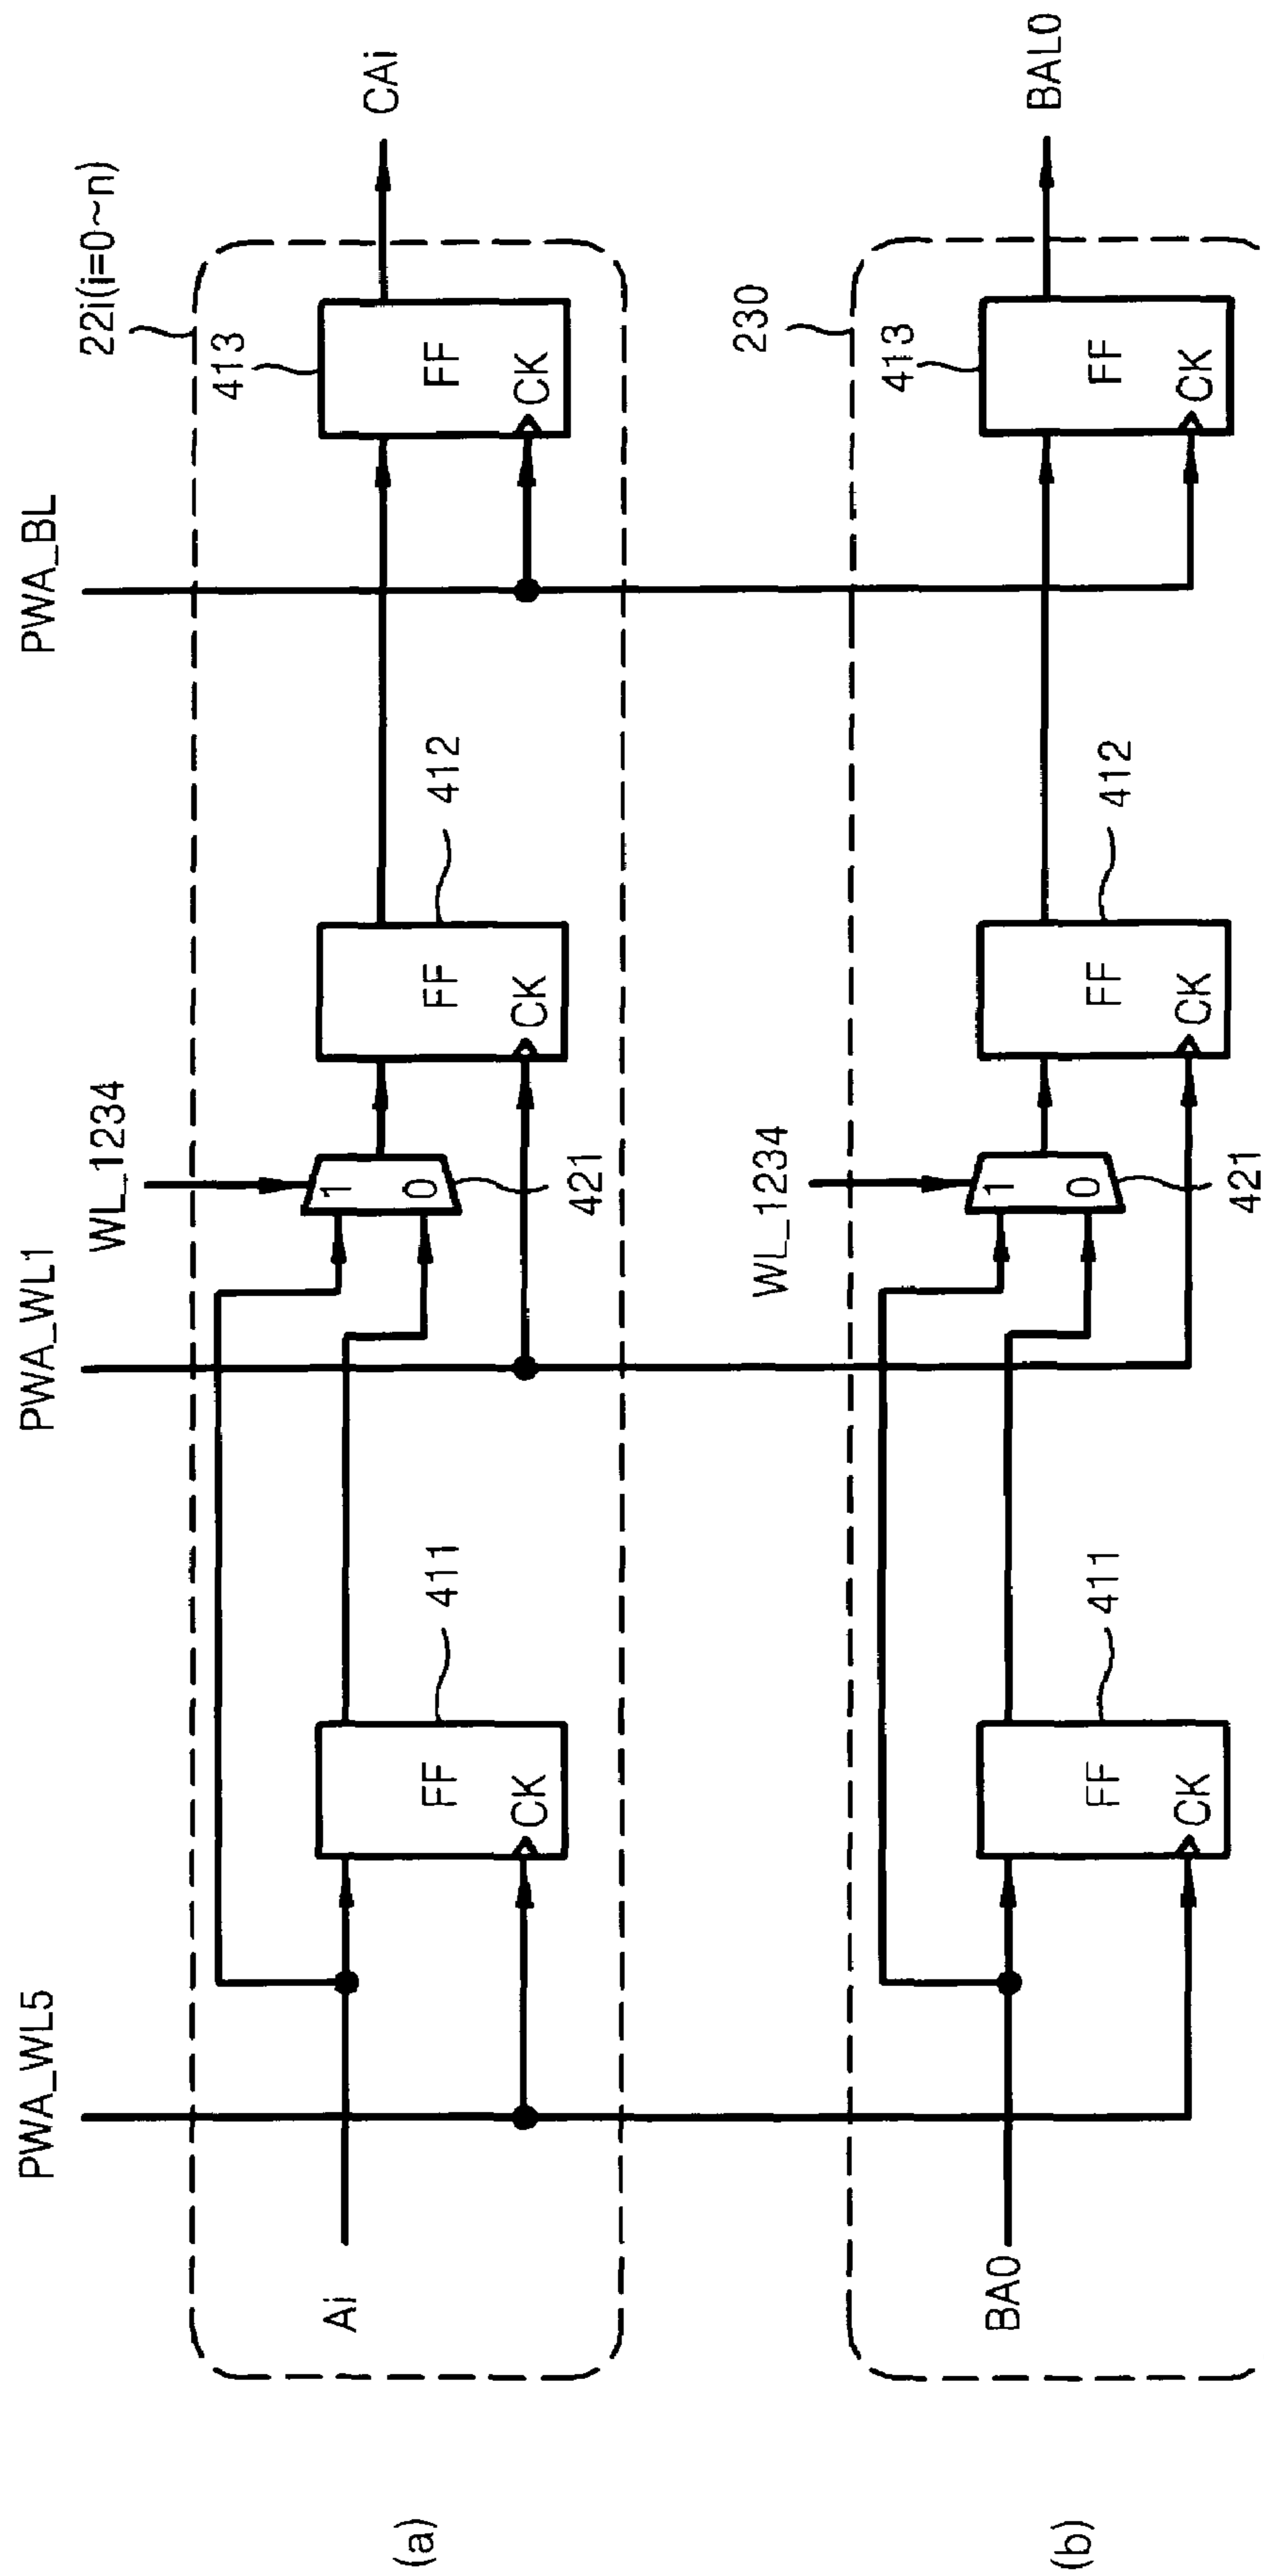 PWA_WL5
PWA_WL1
WL_1234
PWA_BL
22i(i=0~n)
(a)
Ai
FF
CK
411
1
0
421
FF
CK
412
FF
CK
413
CAi
WL_1234
230
(b)
BA0
FF
CK
411
1
0
421
FF
CK
412
FF
CK
413
BAL0